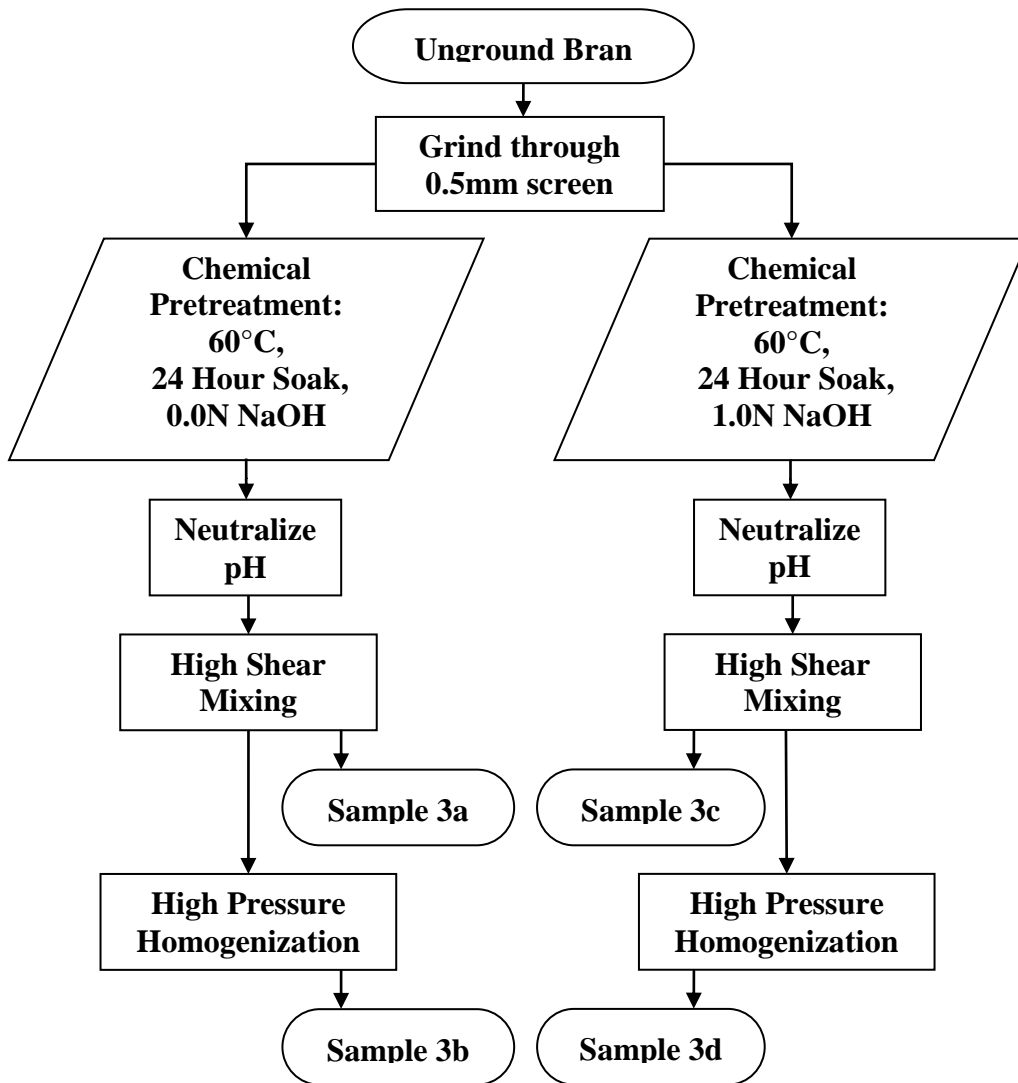 Unground Bran
Grind through
0.5mm screen
Chemical
Pretreatment:
60°C,
24 Hour Soak,
0.0N NaOH
Chemical
Pretreatment:
60°C,
24 Hour Soak,
1.0N NaOH
Neutralize
pH
Neutralize
pH
High Shear
Mixing
High Shear
Mixing
Sample 3a
Sample 3c
High Pressure
Homogenization
High Pressure
Homogenization
Sample 3b
Sample 3d